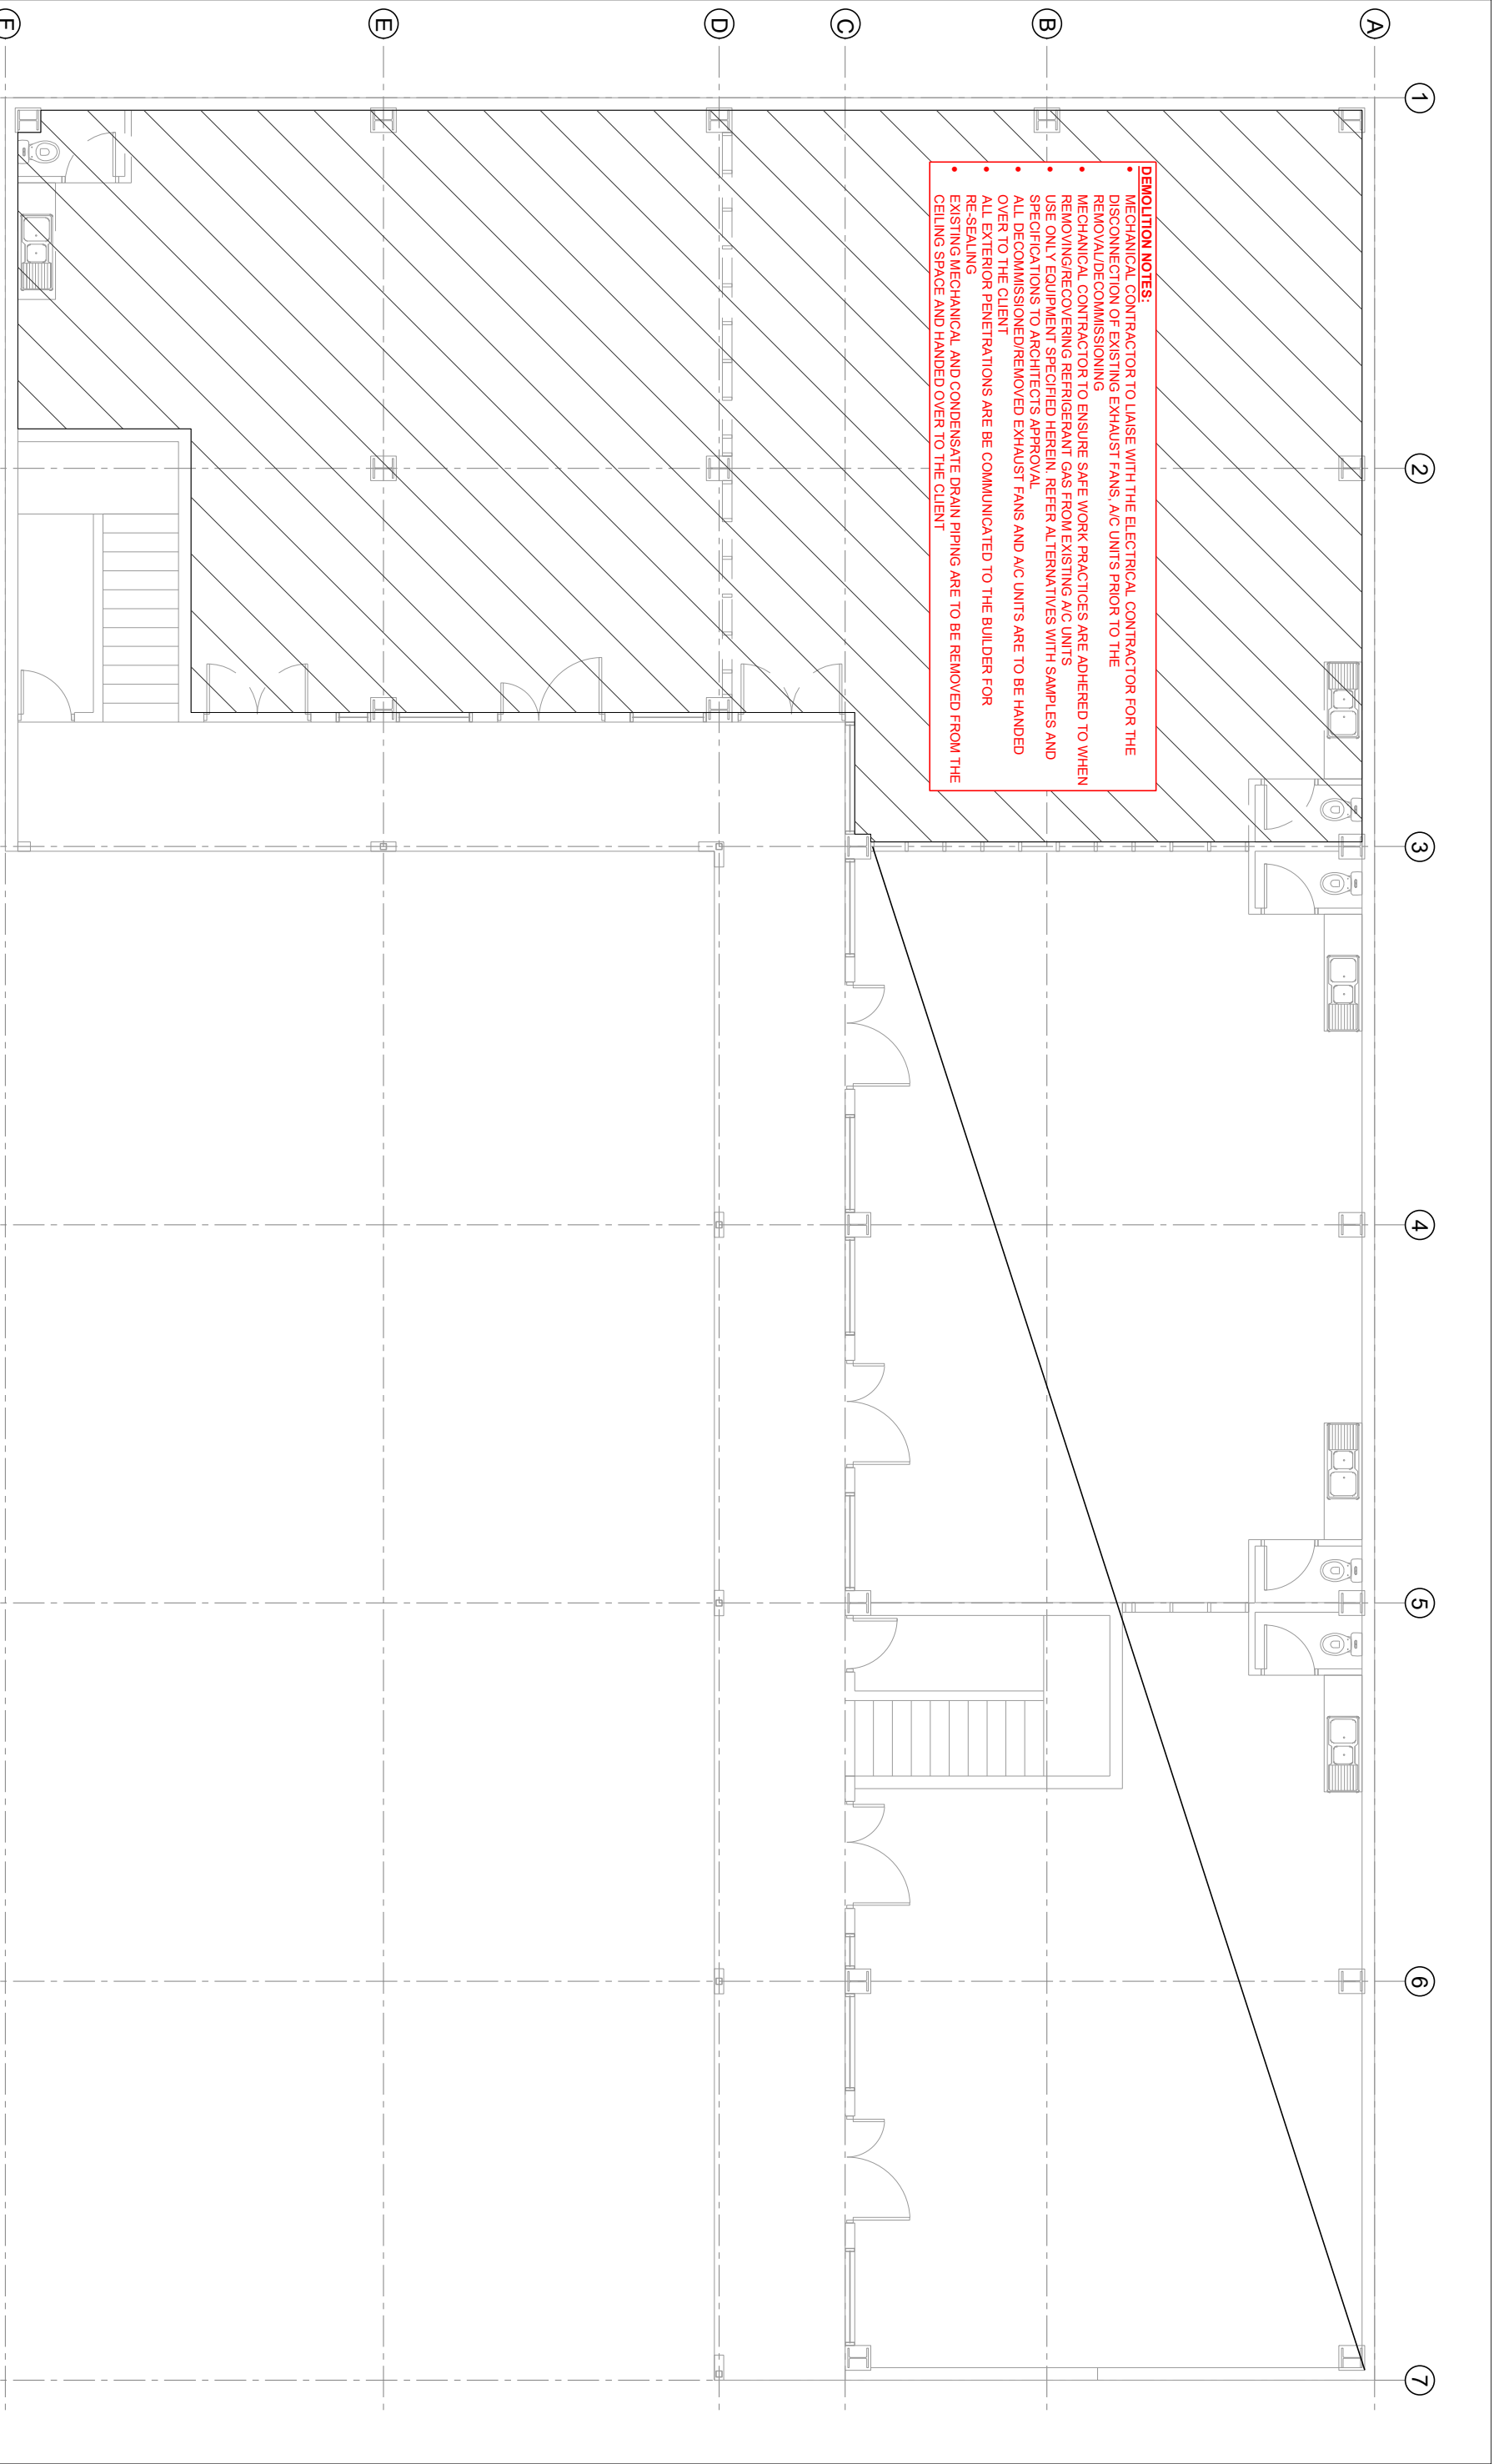 DEMOLITION NOTES:
• MECHANICAL CONTRACTOR TO LIAISE WITH THE ELECTRICAL CONTRACTOR FOR THE
DISCONNECTION OF EXISTING EXHAUST FANS, A/C UNITS PRIOR TO THE
REMOVAL/DECOMMISSIONING
• MECHANICAL CONTRACTOR TO ENSURE SAFE WORK PRACTICES ARE ADHERED TO WHEN
REMOVING/RECOVERING REFRIGERANT GAS FROM EXISTING A/C UNITS
• USE ONLY EQUIPMENT SPECIFIED HEREIN. REFER ALTERNATIVES WITH SAMPLES AND
SPECIFICATIONS TO ARCHITECTS APPROVAL
• ALL DECOMMISSIONED/REMOVED EXHAUST FANS AND A/C UNITS ARE TO BE HANDED
OVER TO THE CLIENT
• ALL EXTERIOR PENETRATIONS ARE BE COMMUNICATED TO THE BUILDER FOR
RE-SEALING
• EXISTING MECHANICAL AND CONDENSATE DRAIN PIPING ARE TO BE REMOVED FROM THE
CEILING SPACE AND HANDED OVER TO THE CLIENT
1
2
3
4
5
6
7
A
B
C
D
E
F